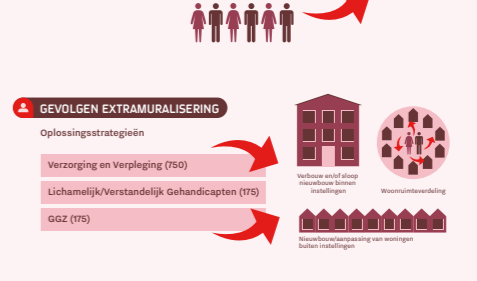 GEVOLGEN EXTRAMURALISERING
Oplossingsstrategieën
Verzorging en Verpleging (750)
Lichamelijk/Verstandelijk Gehandicapten (175)
GGZ (175)
Verbouw en/of sloop
nieuwbouw binnen
instellingen
Woonruimteverdeling
Nieuwbouw/aanpassing van woningen
buiten instellingen